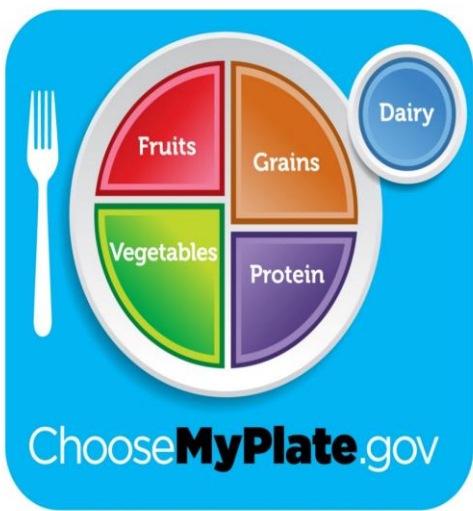 Dairy
Fruits
Grains
Vegetables
Protein
ChooseMyPlate.gov